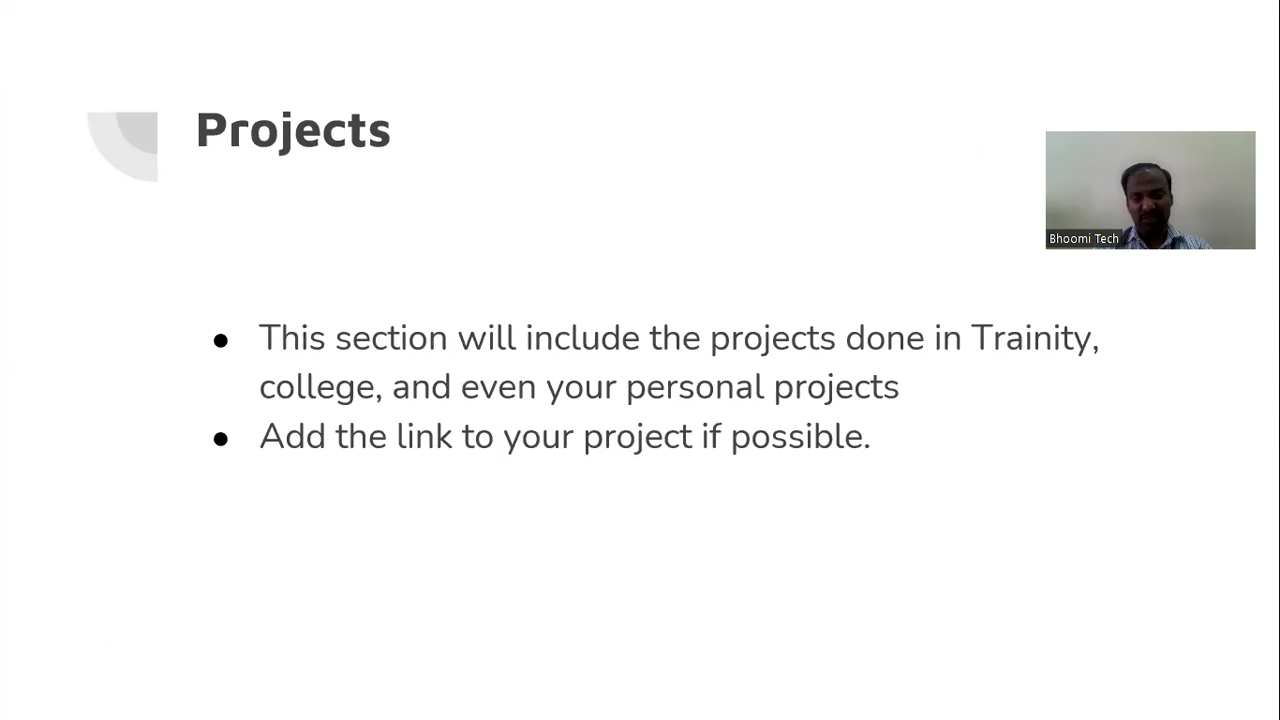 Projects
Bhoomi Tech
● This section will include the projects done in Trainity,
college, and even your personal projects
● Add the link to your project if possible.